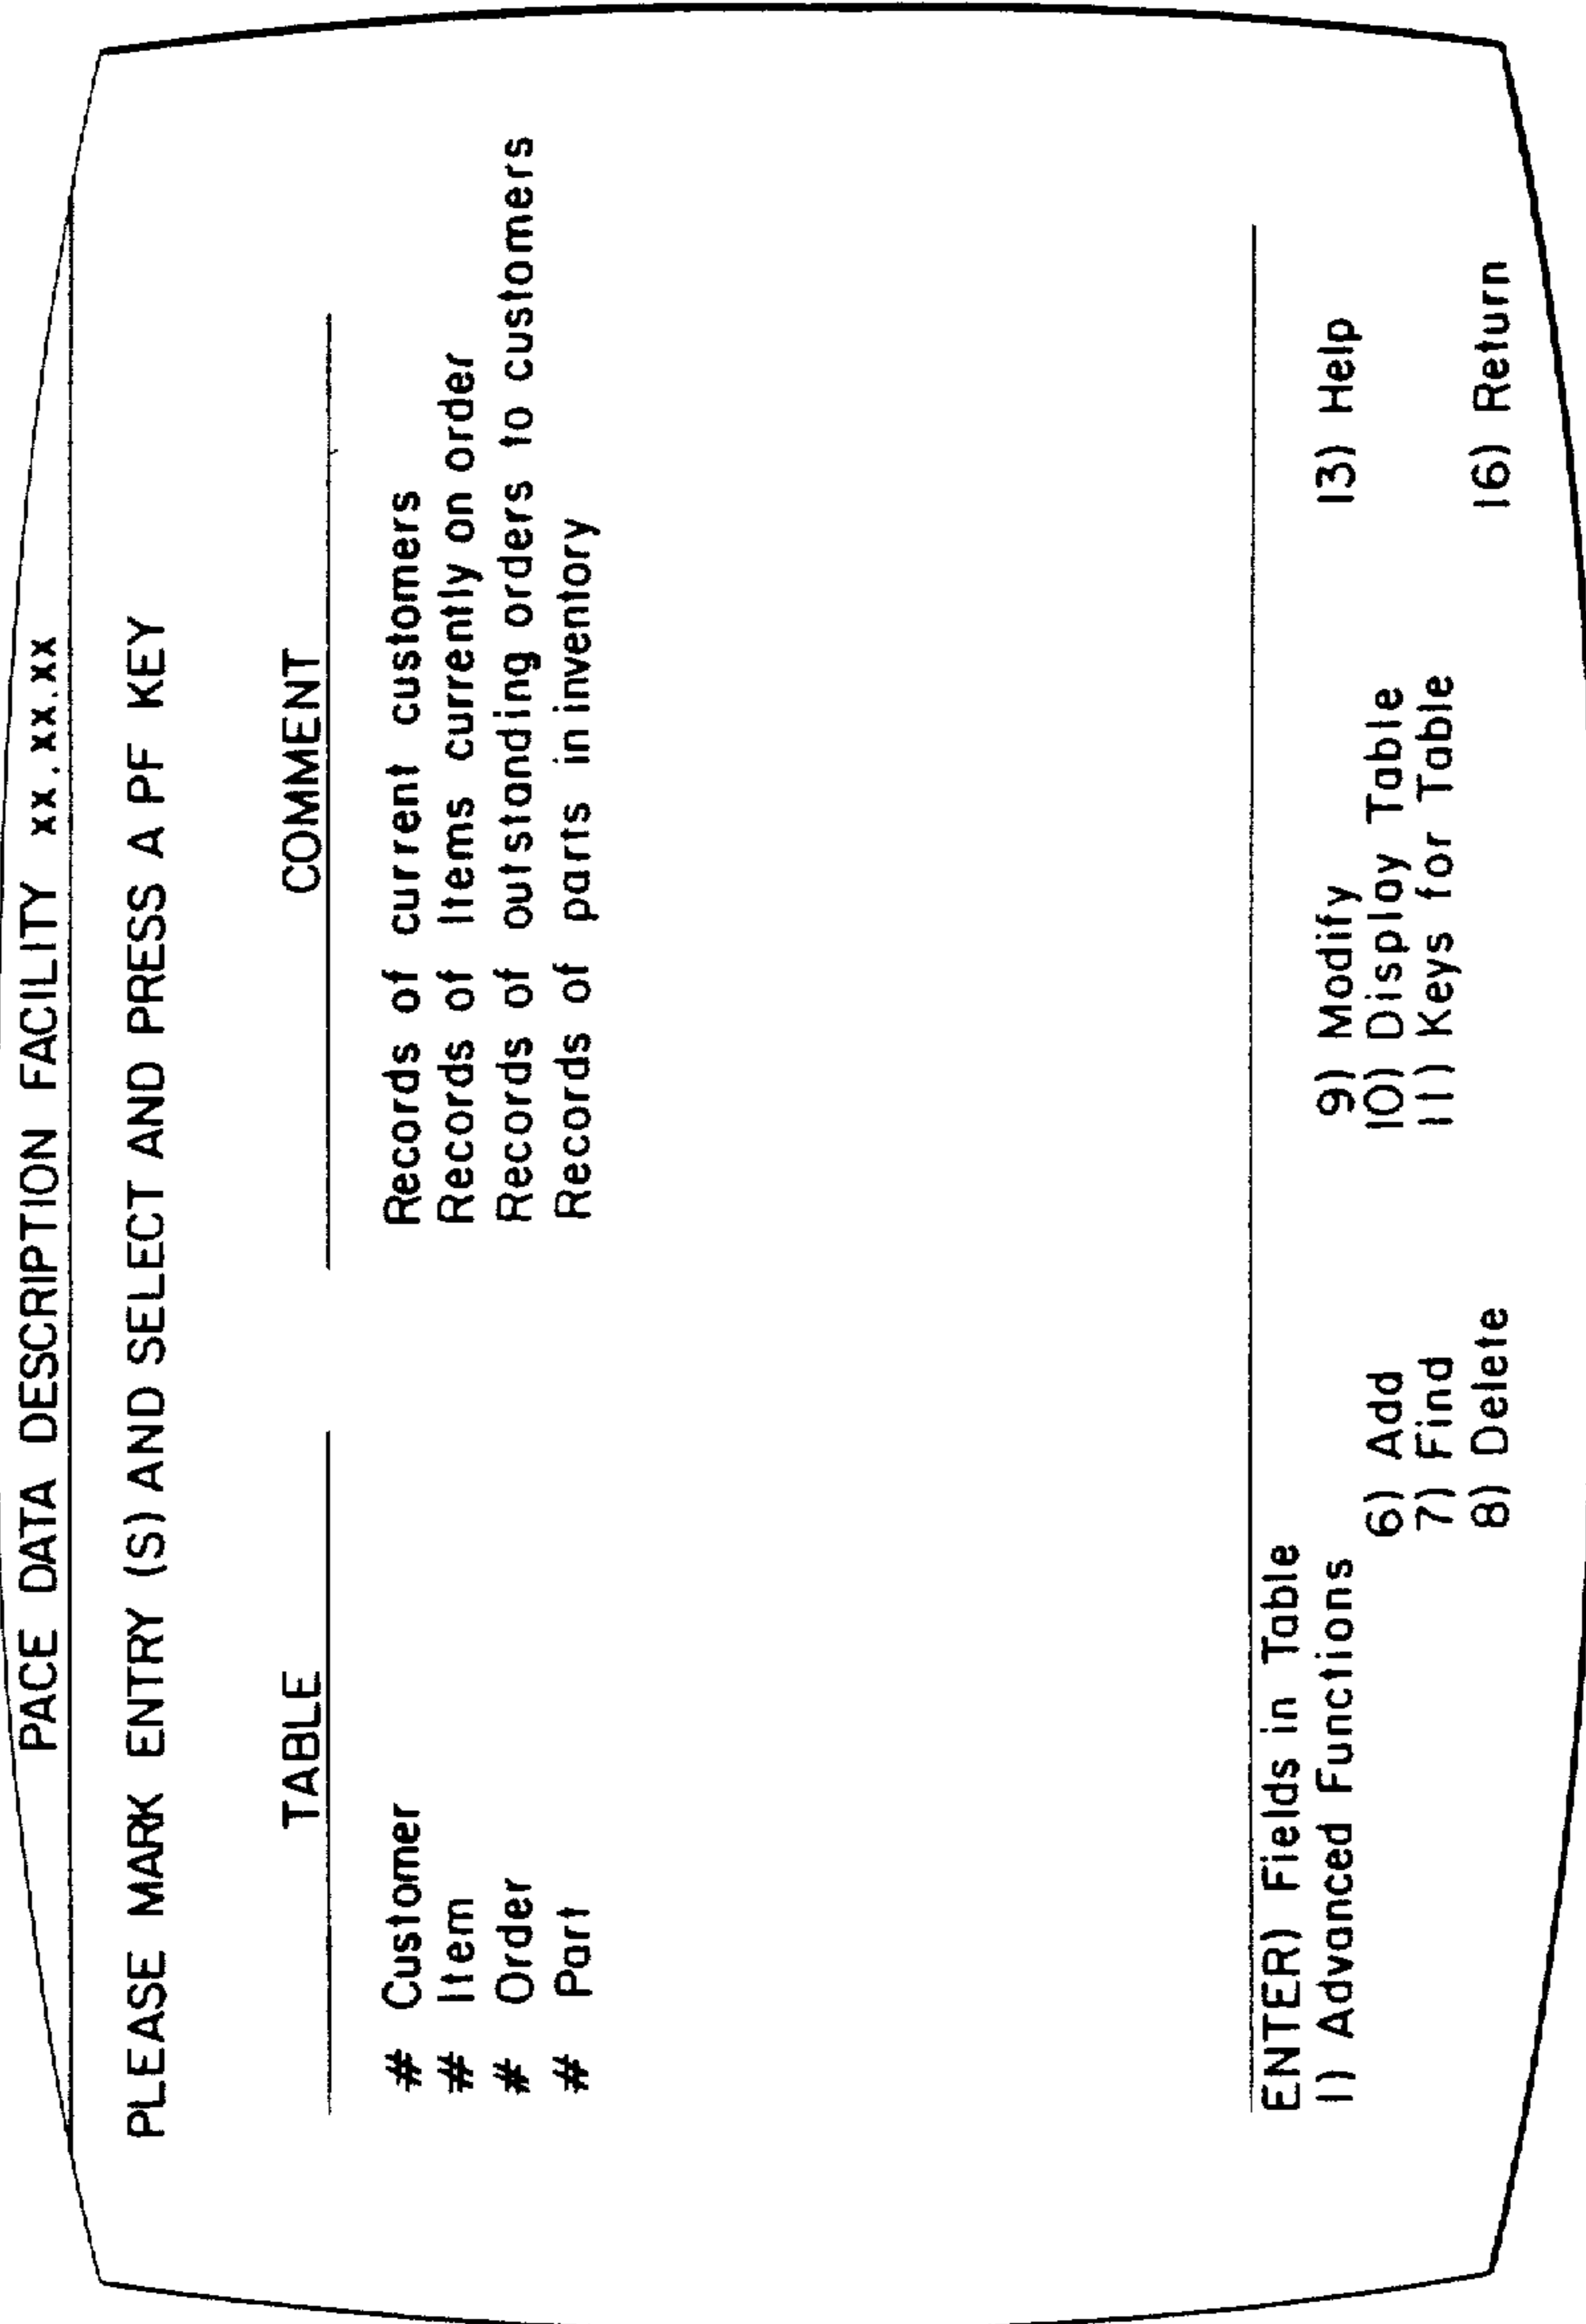 PACE DATA DESCRIPTION FACILITY xx.xx.xx
PLEASE MARK ENTRY (S) AND SELECT AND PRESS A PF KEY
TABLE COMMENT
# Customer Records of current customers
# Item Records of Items currently on order
# Order Records of outstanding orders to customers
# Part Records of parts in inventory
ENTER) Fields in Table
1) Advanced Functions 9) Modify 13) Help
6) Add 10) Display Table
7) Find 11) Keys for Table
8) Delete 16) Return